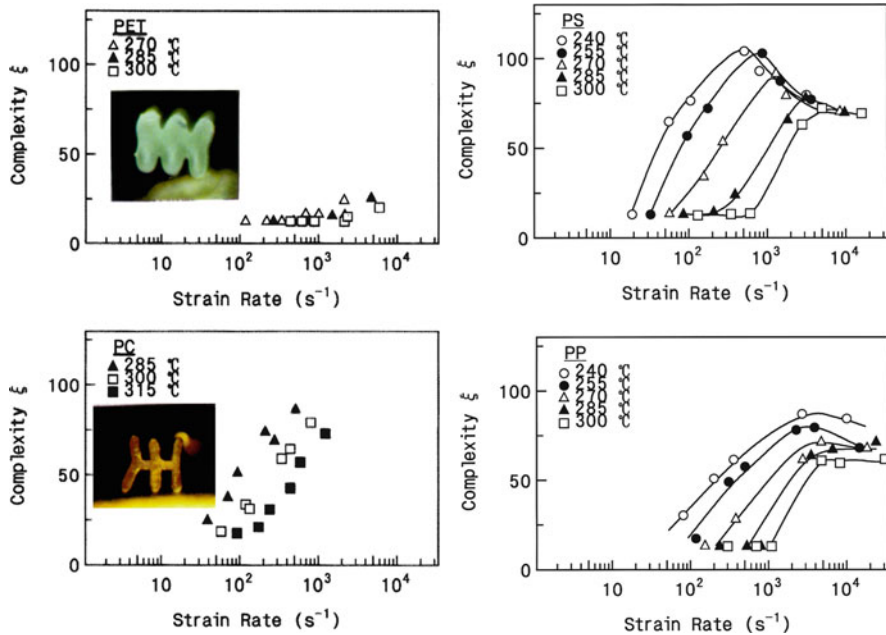 PET
△ 270 ℃
▲ 285 ℃
□ 300 ℃
Complexity ξ
100
50
0
10
10²
10³
10⁴
Strain Rate (s⁻¹)
PS
○ 240 ℃
● 255 ℃
△ 270 ℃
▲ 285 ℃
□ 300 ℃
Complexity ξ
100
50
0
10
10²
10³
10⁴
Strain Rate (s⁻¹)
PC
▲ 285 ℃
□ 300 ℃
■ 315 ℃
Complexity ξ
100
50
0
10
10²
10³
10⁴
Strain Rate (s⁻¹)
PP
○ 240 ℃
● 255 ℃
△ 270 ℃
▲ 285 ℃
□ 300 ℃
Complexity ξ
100
50
0
10
10²
10³
10⁴
Strain Rate (s⁻¹)